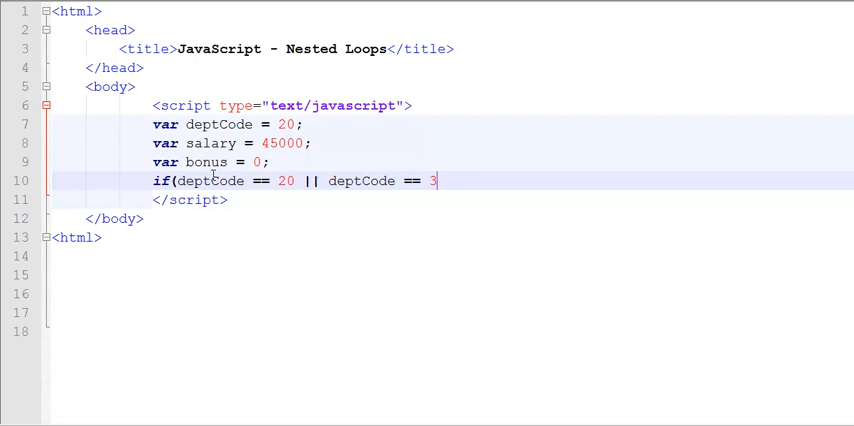 1 <html>
2 <head>
3 <title>JavaScript - Nested Loops</title>
4 </head>
5 <body>
6 <script type="text/javascript">
7 var deptCode = 20;
8 var salary = 45000;
9 var bonus = 0;
10 if(deptCode == 20 || deptCode == 3
11 </script>
12 </body>
13 <html>
14
15
16
17
18